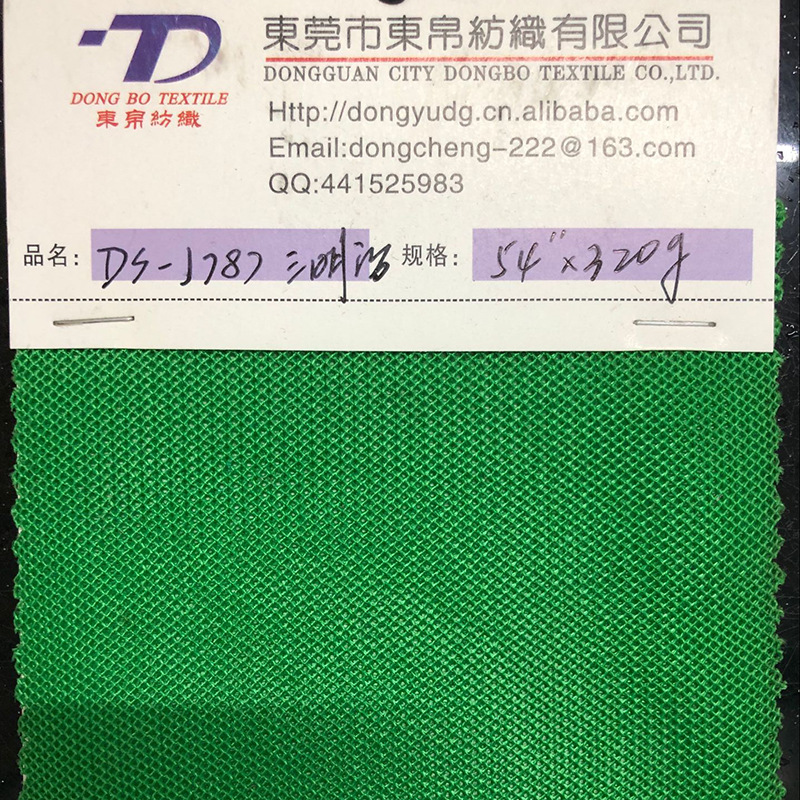 東莞市東帛紡織有限公司
DONGGUAN CITY DONGBO TEXTILE CO.,LTD.
DONG BO TEXTILE
東帛紡織
Http://dongyudg.cn.alibaba.com
Email:dongcheng-222@163.com
QQ:441525983
品名: DS-J787 三明治 规格: 54"x320g